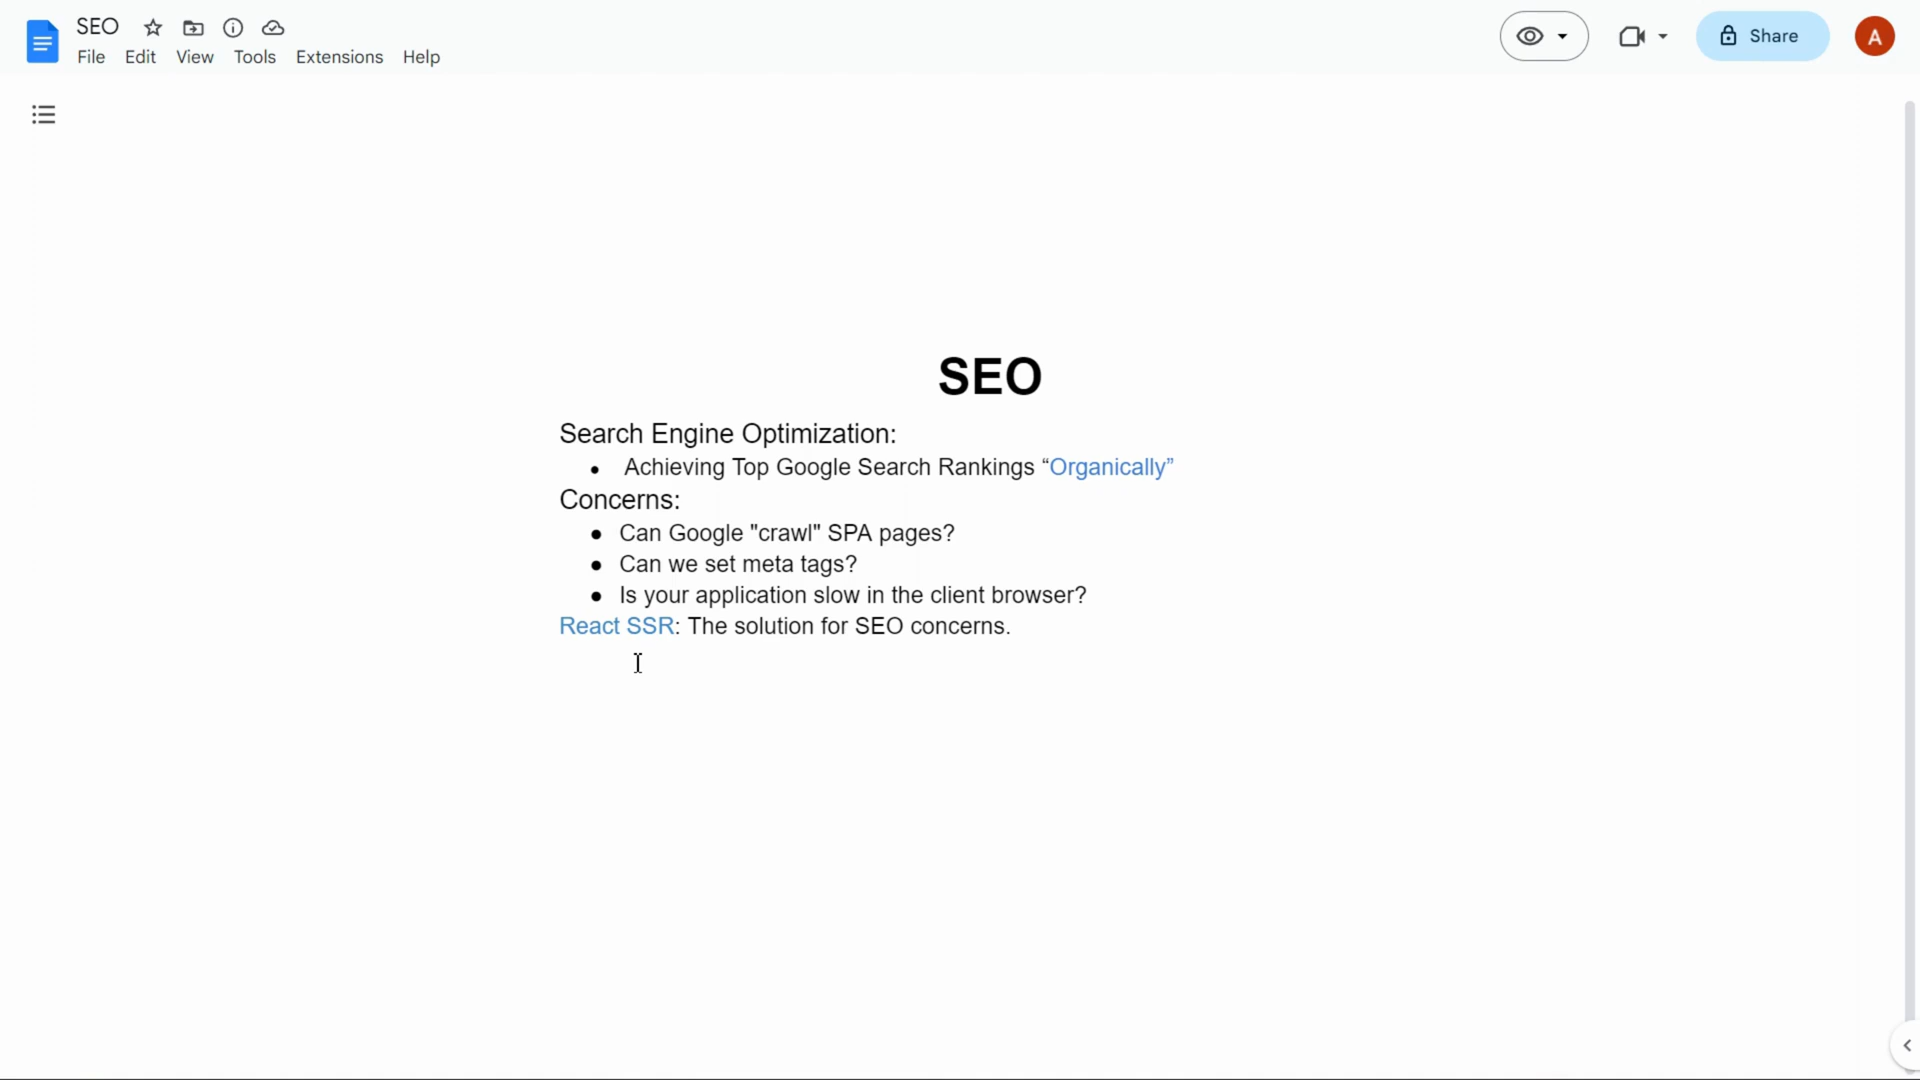 SEO
File Edit View Tools Extensions Help
Share
A
SEO
Search Engine Optimization:
● Achieving Top Google Search Rankings “Organically”
Concerns:
● Can Google "crawl" SPA pages?
● Can we set meta tags?
● Is your application slow in the client browser?
React SSR: The solution for SEO concerns.